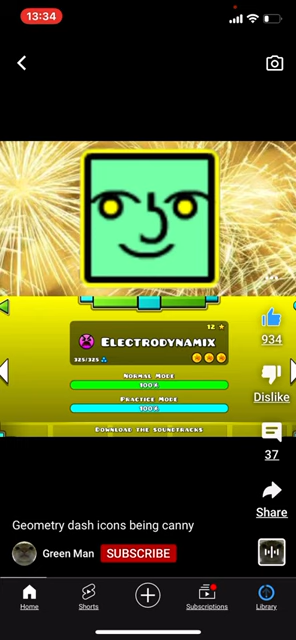 13:34
12
ELECTRODYNAMIX
325/325
NORMAL MODE
100%
PRACTICE MODE
100%
DOWNLOAD THE SOUNDTRACKS
934
Dislike
37
Share
Geometry dash icons being canny
Green Man
SUBSCRIBE
Home
Shorts
Subscriptions
Library